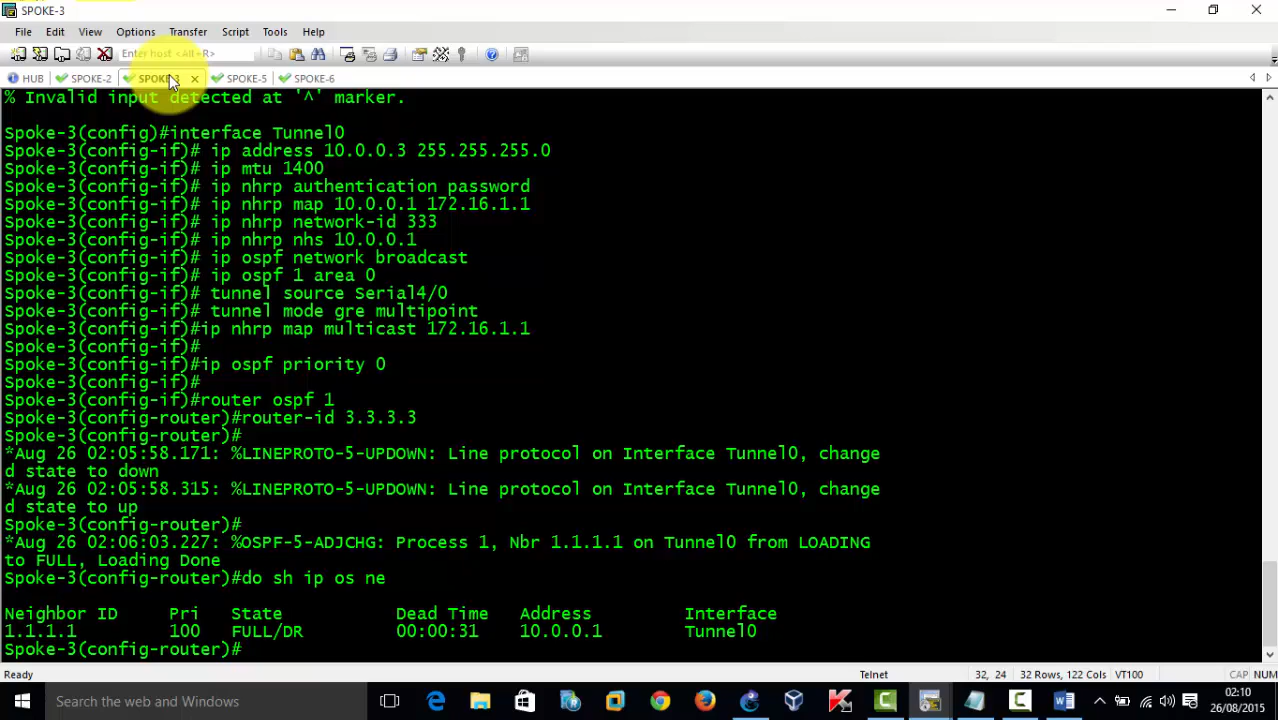 SPOKE-3
File Edit View Options Transfer Script Tools Help
Enter host <Alt+R>
HUB SPOKE-2 SPOKE-3 SPOKE-5 SPOKE-6
% Invalid input detected at '^' marker.
Spoke-3(config)#interface Tunnel0
Spoke-3(config-if)# ip address 10.0.0.3 255.255.255.0
Spoke-3(config-if)# ip mtu 1400
Spoke-3(config-if)# ip nhrp authentication password
Spoke-3(config-if)# ip nhrp map 10.0.0.1 172.16.1.1
Spoke-3(config-if)# ip nhrp network-id 333
Spoke-3(config-if)# ip nhrp nhs 10.0.0.1
Spoke-3(config-if)# ip ospf network broadcast
Spoke-3(config-if)# ip ospf 1 area 0
Spoke-3(config-if)# tunnel source Serial4/0
Spoke-3(config-if)# tunnel mode gre multipoint
Spoke-3(config-if)#ip nhrp map multicast 172.16.1.1
Spoke-3(config-if)#
Spoke-3(config-if)#ip ospf priority 0
Spoke-3(config-if)#
Spoke-3(config-if)#router ospf 1
Spoke-3(config-router)#router-id 3.3.3.3
Spoke-3(config-router)#
*Aug 26 02:05:58.171: %LINEPROTO-5-UPDOWN: Line protocol on Interface Tunnel0, change
d state to down
*Aug 26 02:05:58.315: %LINEPROTO-5-UPDOWN: Line protocol on Interface Tunnel0, change
d state to up
Spoke-3(config-router)#
*Aug 26 02:06:03.227: %OSPF-5-ADJCHG: Process 1, Nbr 1.1.1.1 on Tunnel0 from LOADING
to FULL, Loading Done
Spoke-3(config-router)#do sh ip os ne
Neighbor ID Pri State Dead Time Address Interface
1.1.1.1 100 FULL/DR 00:00:31 10.0.0.1 Tunnel0
Spoke-3(config-router)#
Ready Telnet 32, 24 32 Rows, 122 Cols VT100 CAP NUM
Search the web and Windows
02:10
26/08/2015